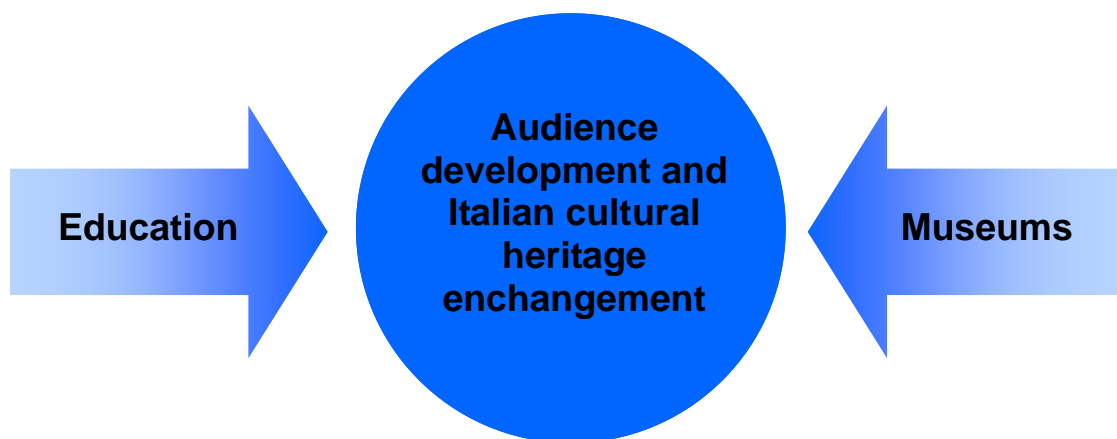 Education
Audience
development and
Italian cultural
heritage
enchangement
Museums